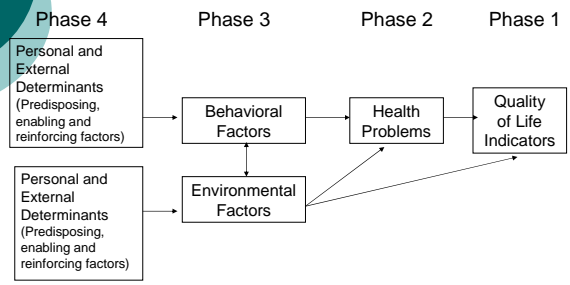 Phase 4
Phase 3
Phase 2
Phase 1
Personal and
External
Determinants
(Predisposing,
enabling and
reinforcing factors)
Behavioral
Factors
Health
Problems
Quality
of Life
Indicators
Personal and
External
Determinants
(Predisposing,
enabling and
reinforcing factors)
Environmental
Factors